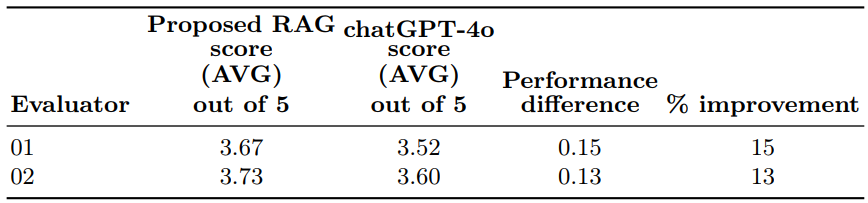 Evaluator Proposed RAG score (AVG) out of 5 chatGPT-4o score (AVG) out of 5 Performance difference % improvement
01 3.67 3.52 0.15 15
02 3.73 3.60 0.13 13